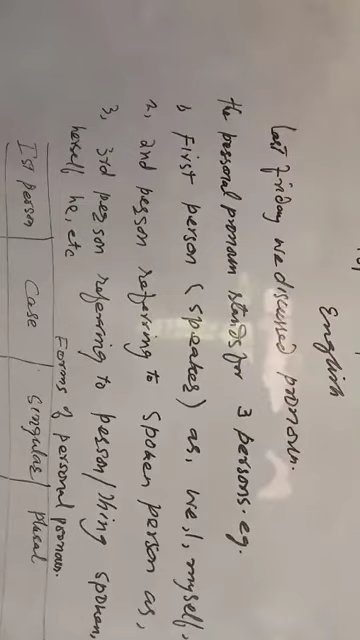 English
Last friday we discussed pronoun.
the personal pronoun stands for 3 persons. eg.
1, first person (speaker) as, we, I, myself,
2, 2nd person referring to spoken person as,
3, 3rd person referring to person/thing spoken,
herself he, etc
Forms of personal pronoun.
Ist person Case Singular Plural